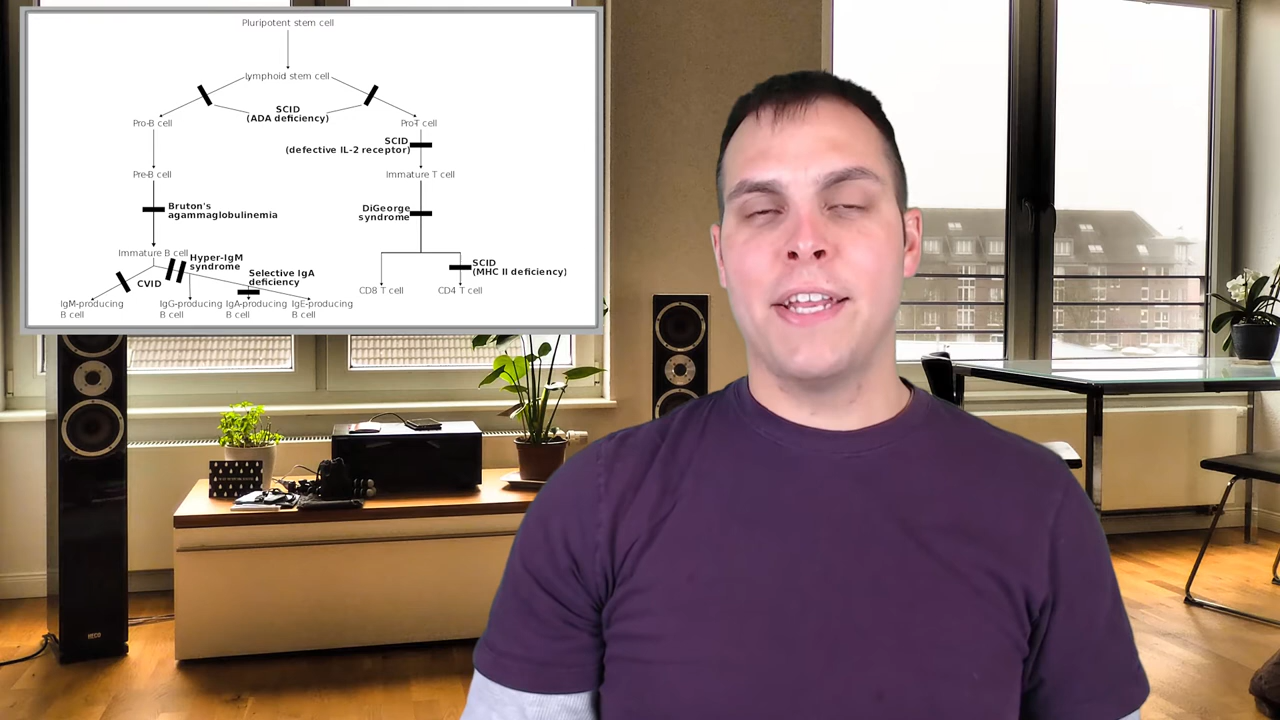 Pluripotent stem cell
Lymphoid stem cell
SCID
(ADA deficiency)
Pro-B cell
Pro-T cell
SCID
(defective IL-2 receptor)
Pre-B cell
Immature T cell
Bruton's
agammaglobulinemia
DiGeorge
syndrome
Immature B cell
Hyper-IgM
syndrome
CVID
Selective IgA
deficiency
SCID
(MHC II deficiency)
CD8 T cell
CD4 T cell
IgM-producing
B cell
IgG-producing
B cell
IgA-producing
B cell
IgE-producing
B cell